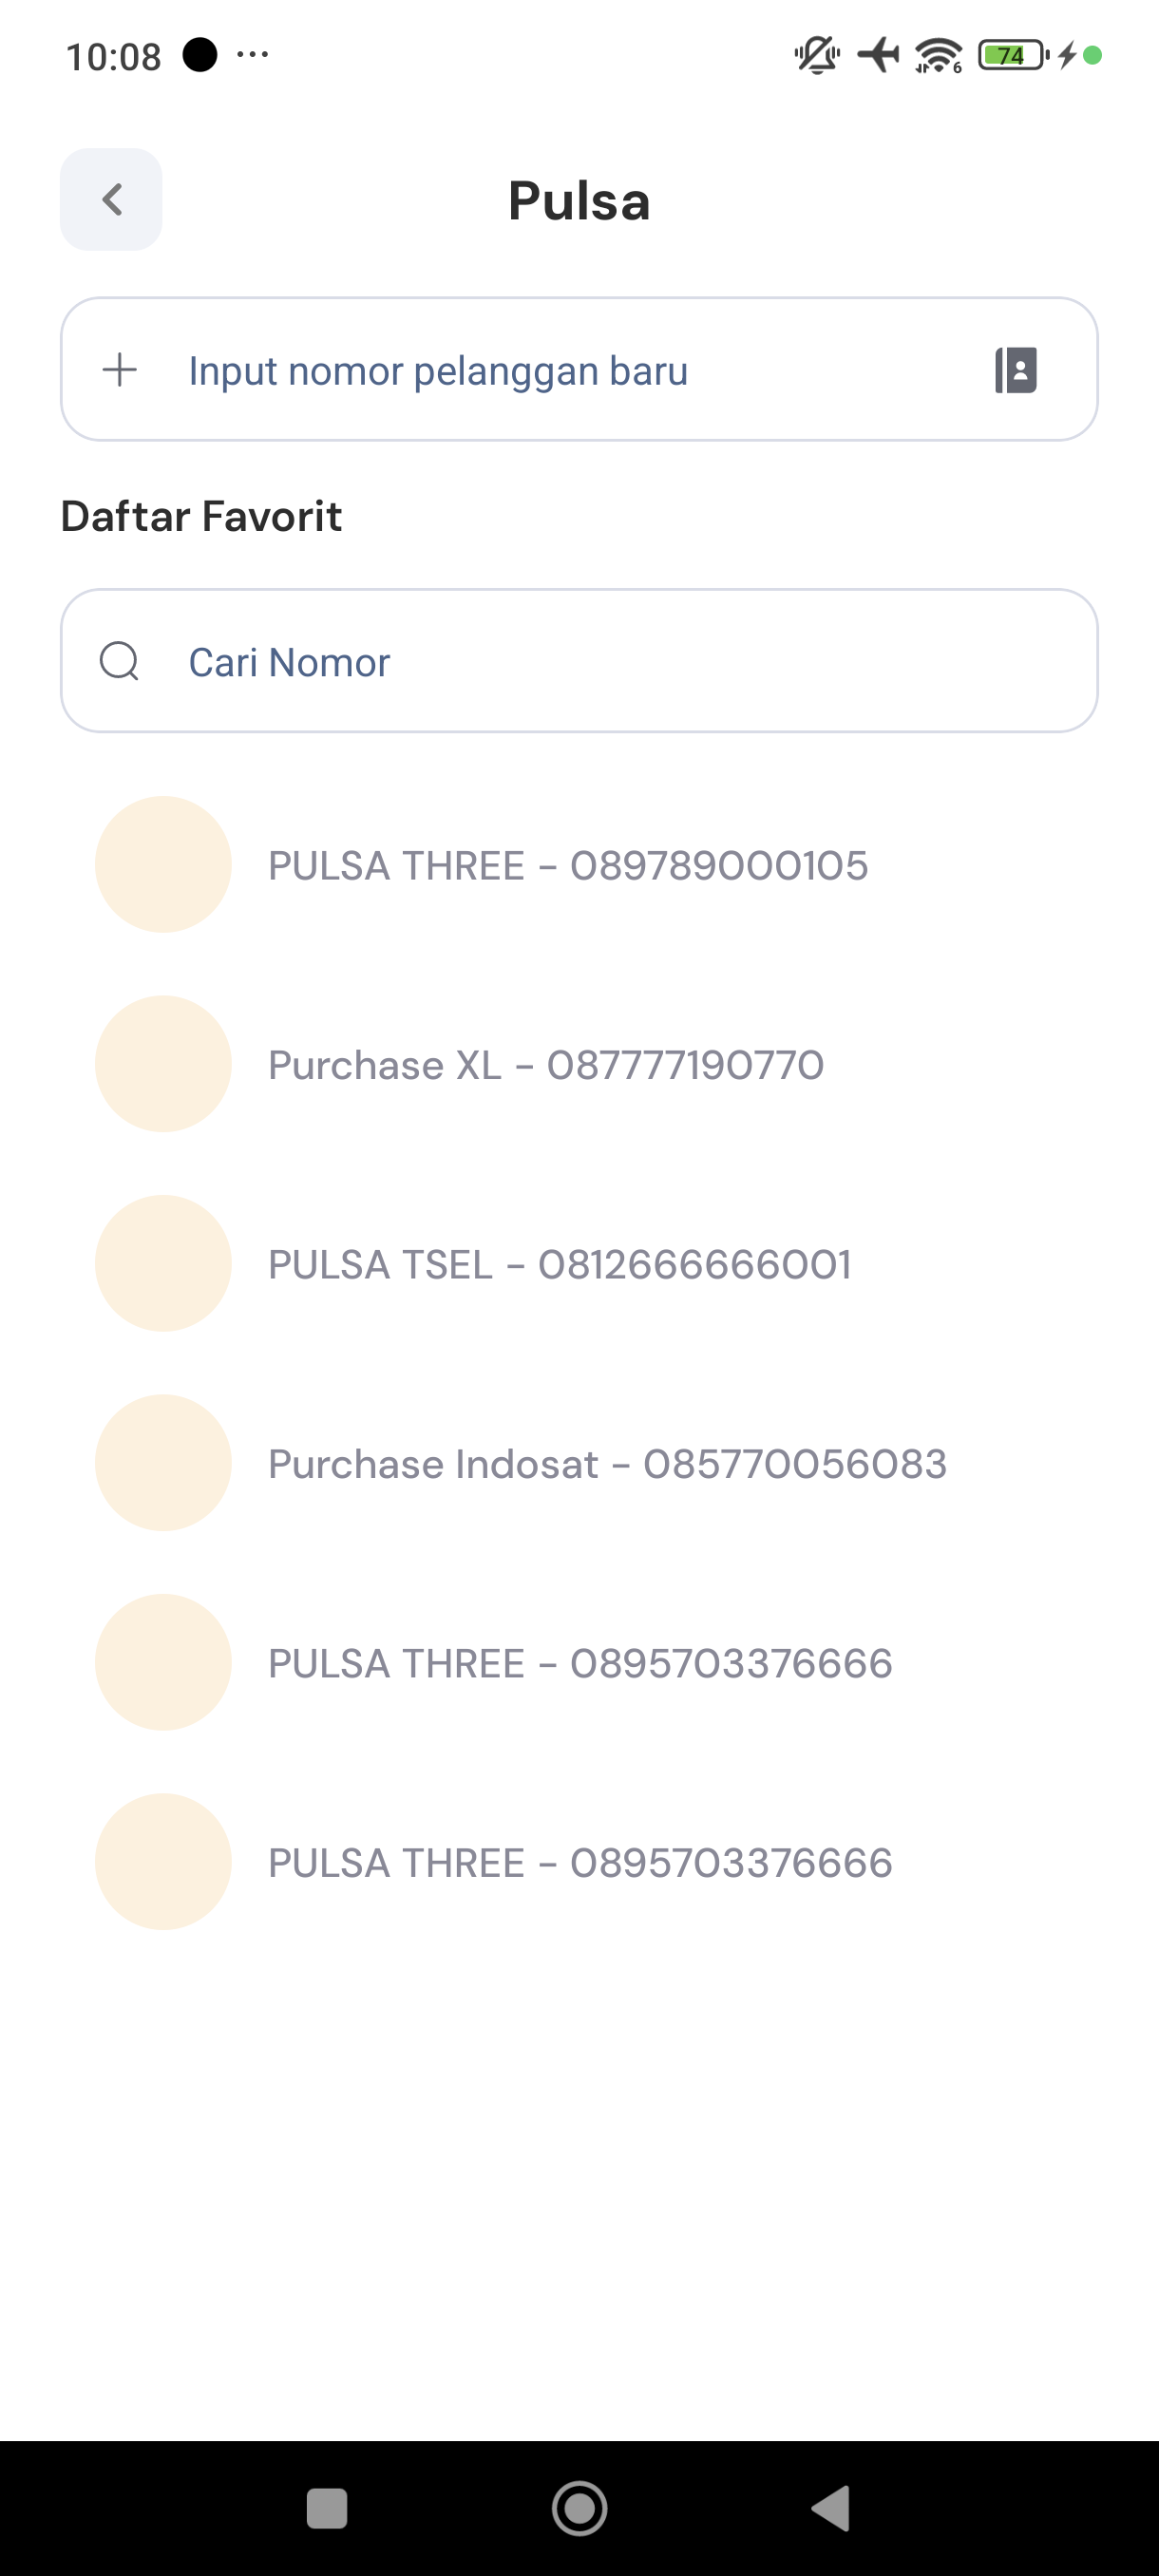 10:08
6
74
Pulsa
Input nomor pelanggan baru
Daftar Favorit
Cari Nomor
PULSA THREE - 089789000105
Purchase XL - 087777190770
PULSA TSEL - 0812666666001
Purchase Indosat - 085770056083
PULSA THREE - 0895703376666
PULSA THREE - 0895703376666